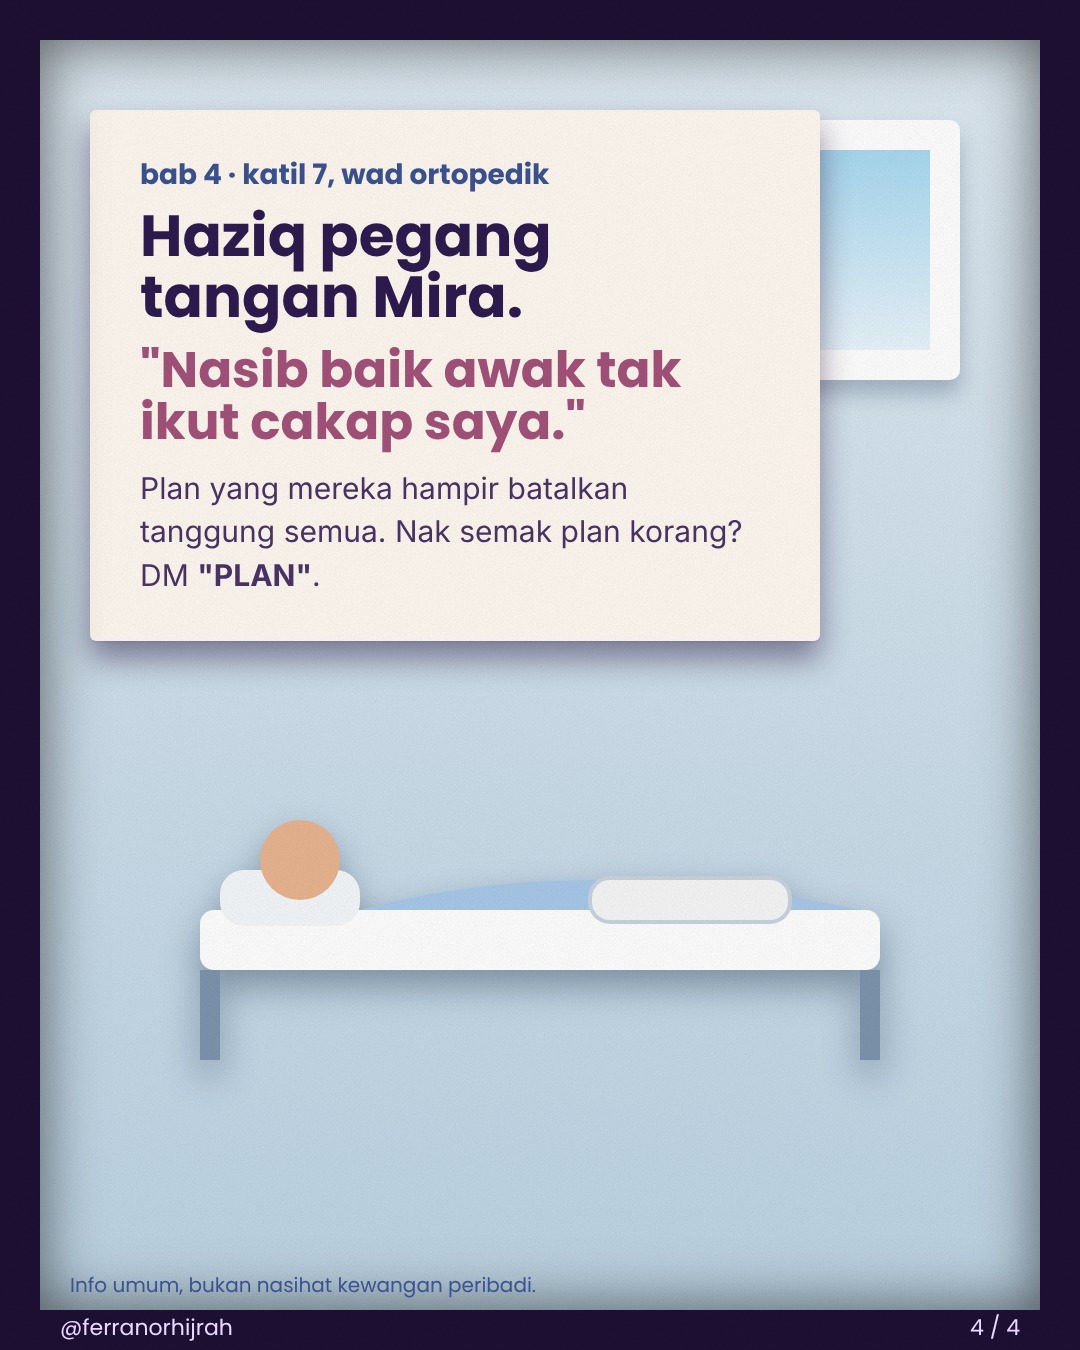 bab 4 · katil 7, wad ortopedik
Haziq pegang
tangan Mira.
"Nasib baik awak tak
ikut cakap saya."
Plan yang mereka hampir batalkan
tanggung semua. Nak semak plan korang?
DM "PLAN".
Info umum, bukan nasihat kewangan peribadi.
@ferranorhijrah
4 / 4